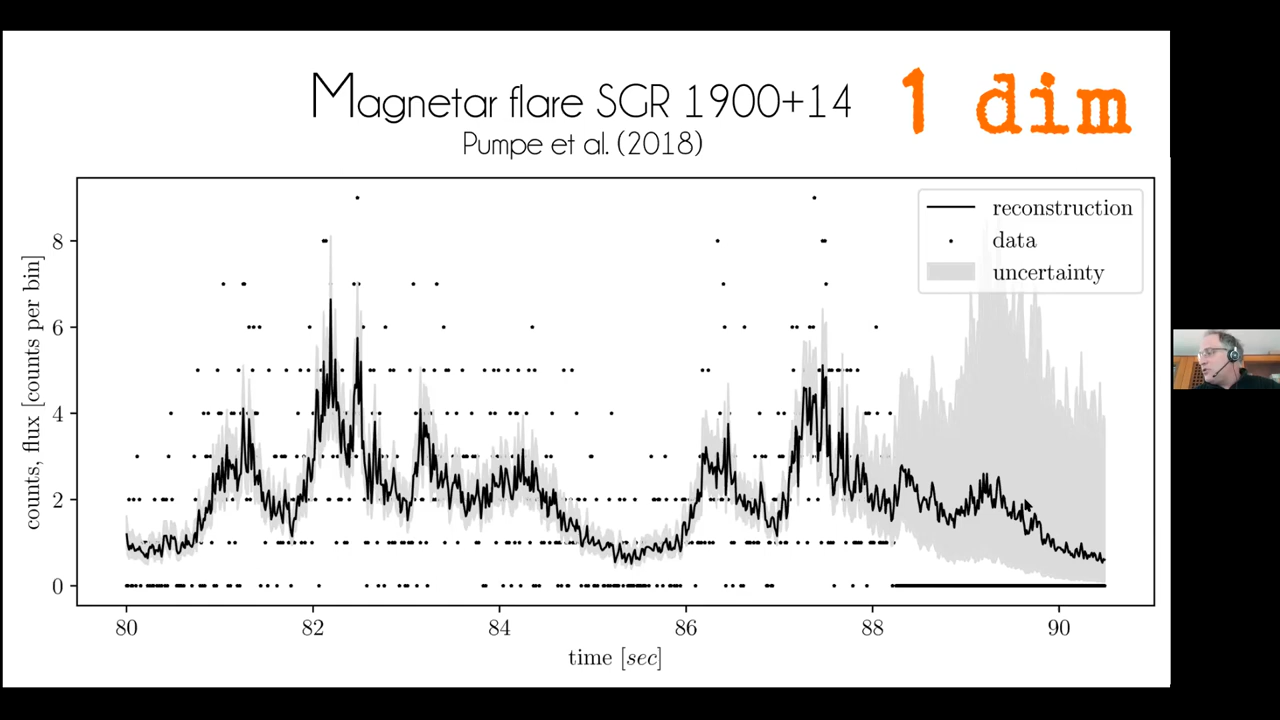 Magnetar flare SGR 1900+14
1 dim
Pumpe et al. (2018)
reconstruction
data
uncertainty
counts, flux [counts per bin]
8
6
4
2
0
80 82 84 86 88 90
time [sec]